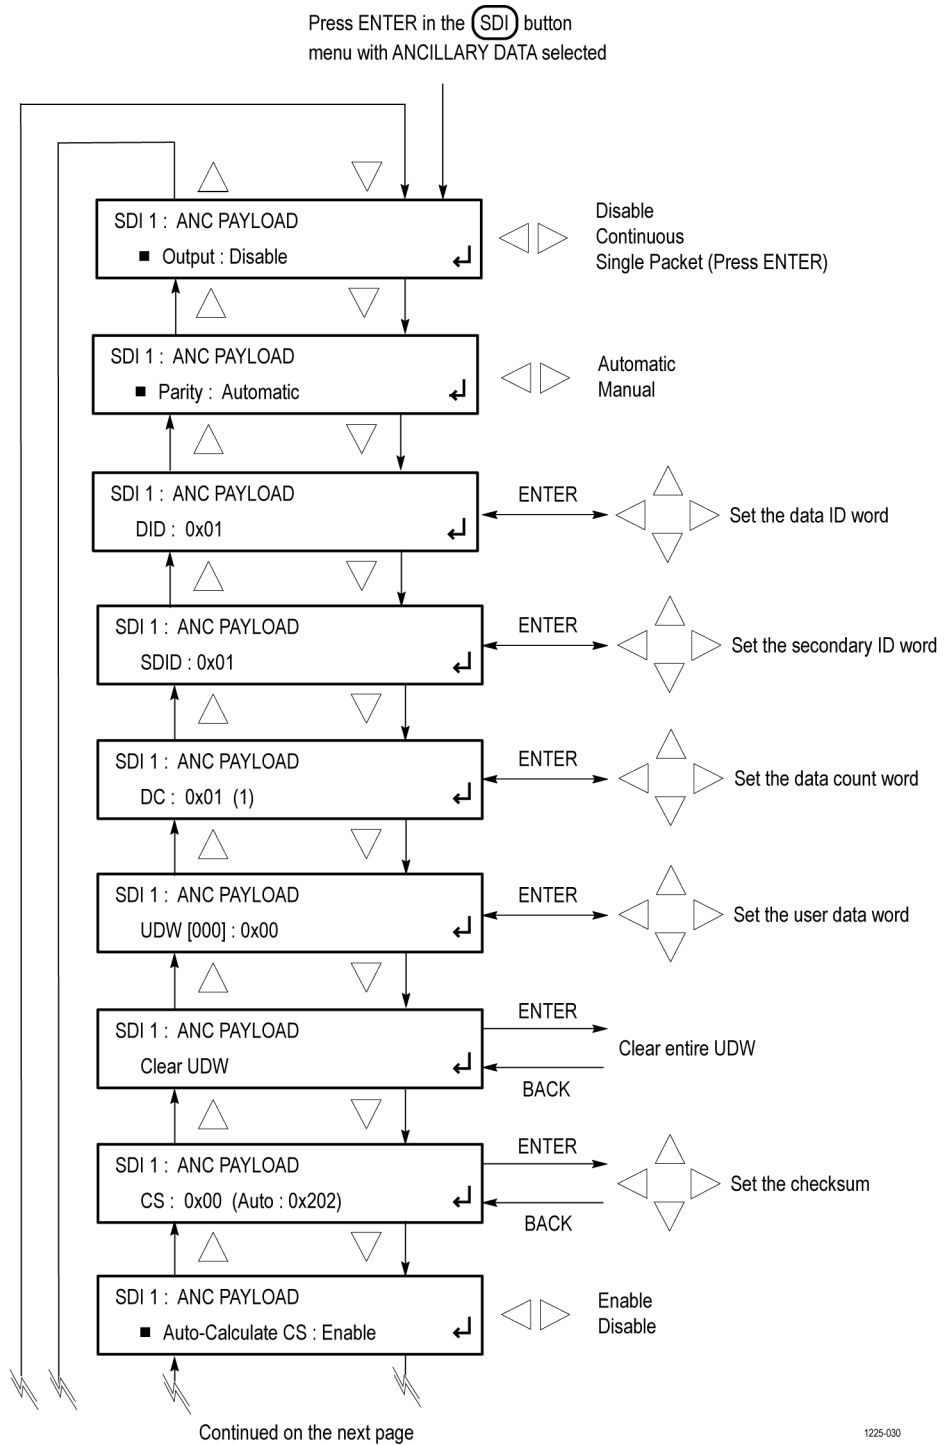 Press ENTER in the SDI button
menu with ANCILLARY DATA selected
SDI 1 : ANC PAYLOAD
■ Output : Disable
Disable
Continuous
Single Packet (Press ENTER)
SDI 1 : ANC PAYLOAD
■ Parity : Automatic
Automatic
Manual
SDI 1 : ANC PAYLOAD
DID : 0x01
ENTER
Set the data ID word
SDI 1 : ANC PAYLOAD
SDID : 0x01
ENTER
Set the secondary ID word
SDI 1 : ANC PAYLOAD
DC : 0x01 (1)
ENTER
Set the data count word
SDI 1 : ANC PAYLOAD
UDW [000] : 0x00
ENTER
Set the user data word
SDI 1 : ANC PAYLOAD
Clear UDW
ENTER
Clear entire UDW
BACK
SDI 1 : ANC PAYLOAD
CS : 0x00 (Auto : 0x202)
ENTER
Set the checksum
BACK
SDI 1 : ANC PAYLOAD
■ Auto-Calculate CS : Enable
Enable
Disable
Continued on the next page
1225-030